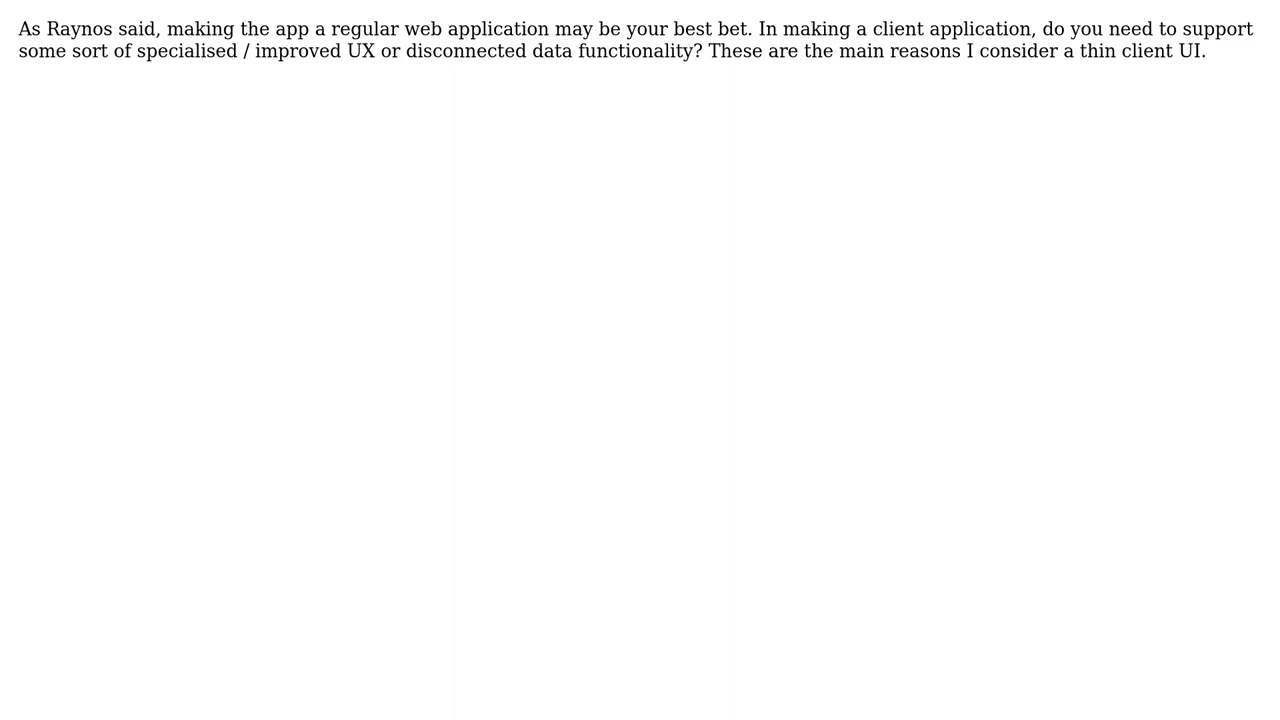 As Raynos said, making the app a regular web application may be your best bet. In making a client application, do you need to support
some sort of specialised / improved UX or disconnected data functionality? These are the main reasons I consider a thin client UI.